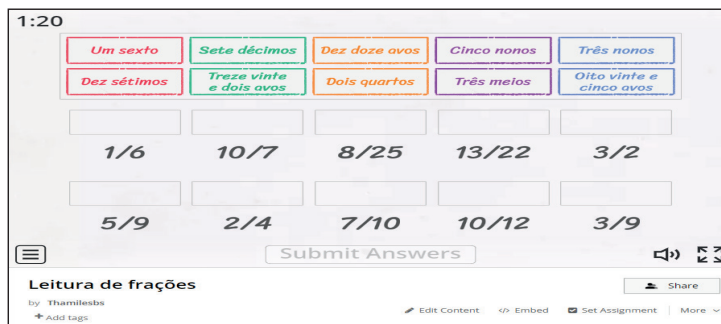 1:20
Um sexto Sete décimos Dez doze avos Cinco nonos Três nonos
Dez sétimos Treze vinte e dois avos Dois quartos Três meios Oito vinte e cinco avos
1/6 10/7 8/25 13/22 3/2
5/9 2/4 7/10 10/12 3/9
Submit Answers
Leitura de frações
Share
by Thamilesbs
Edit Content </> Embed Set Assignment More
+ Add tags